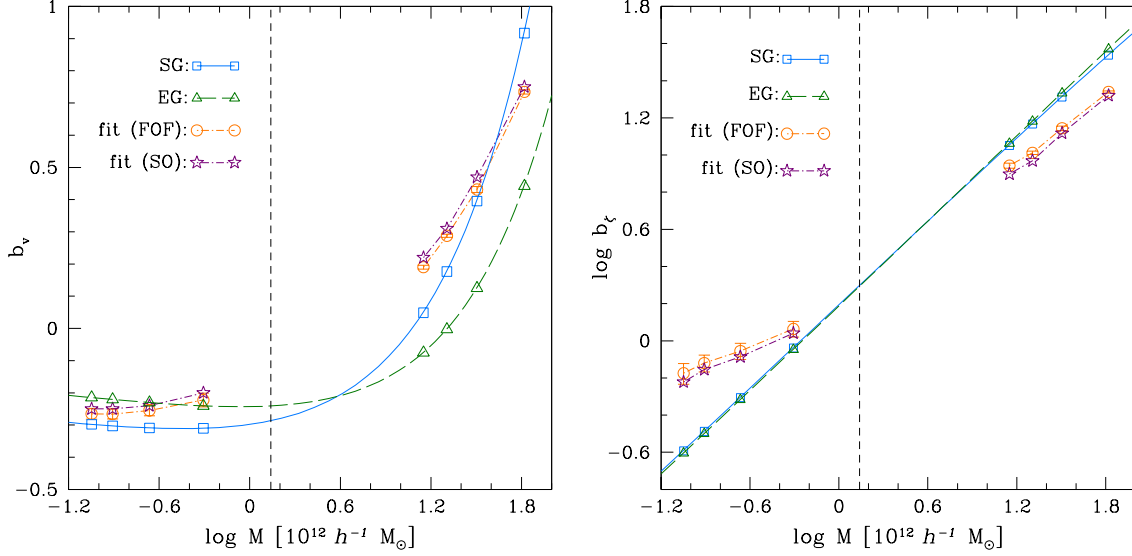 1
0.5
0
−0.5
b_v
SG:
EG:
fit (FOF):
fit (SO):
−1.2
−0.6
0
0.6
1.2
1.8
log M [10^12 h^−1 M_⊙]
1.8
1.2
0.6
0
−0.6
log b_ζ
SG:
EG:
fit (FOF):
fit (SO):
−1.2
−0.6
0
0.6
1.2
1.8
log M [10^12 h^−1 M_⊙]